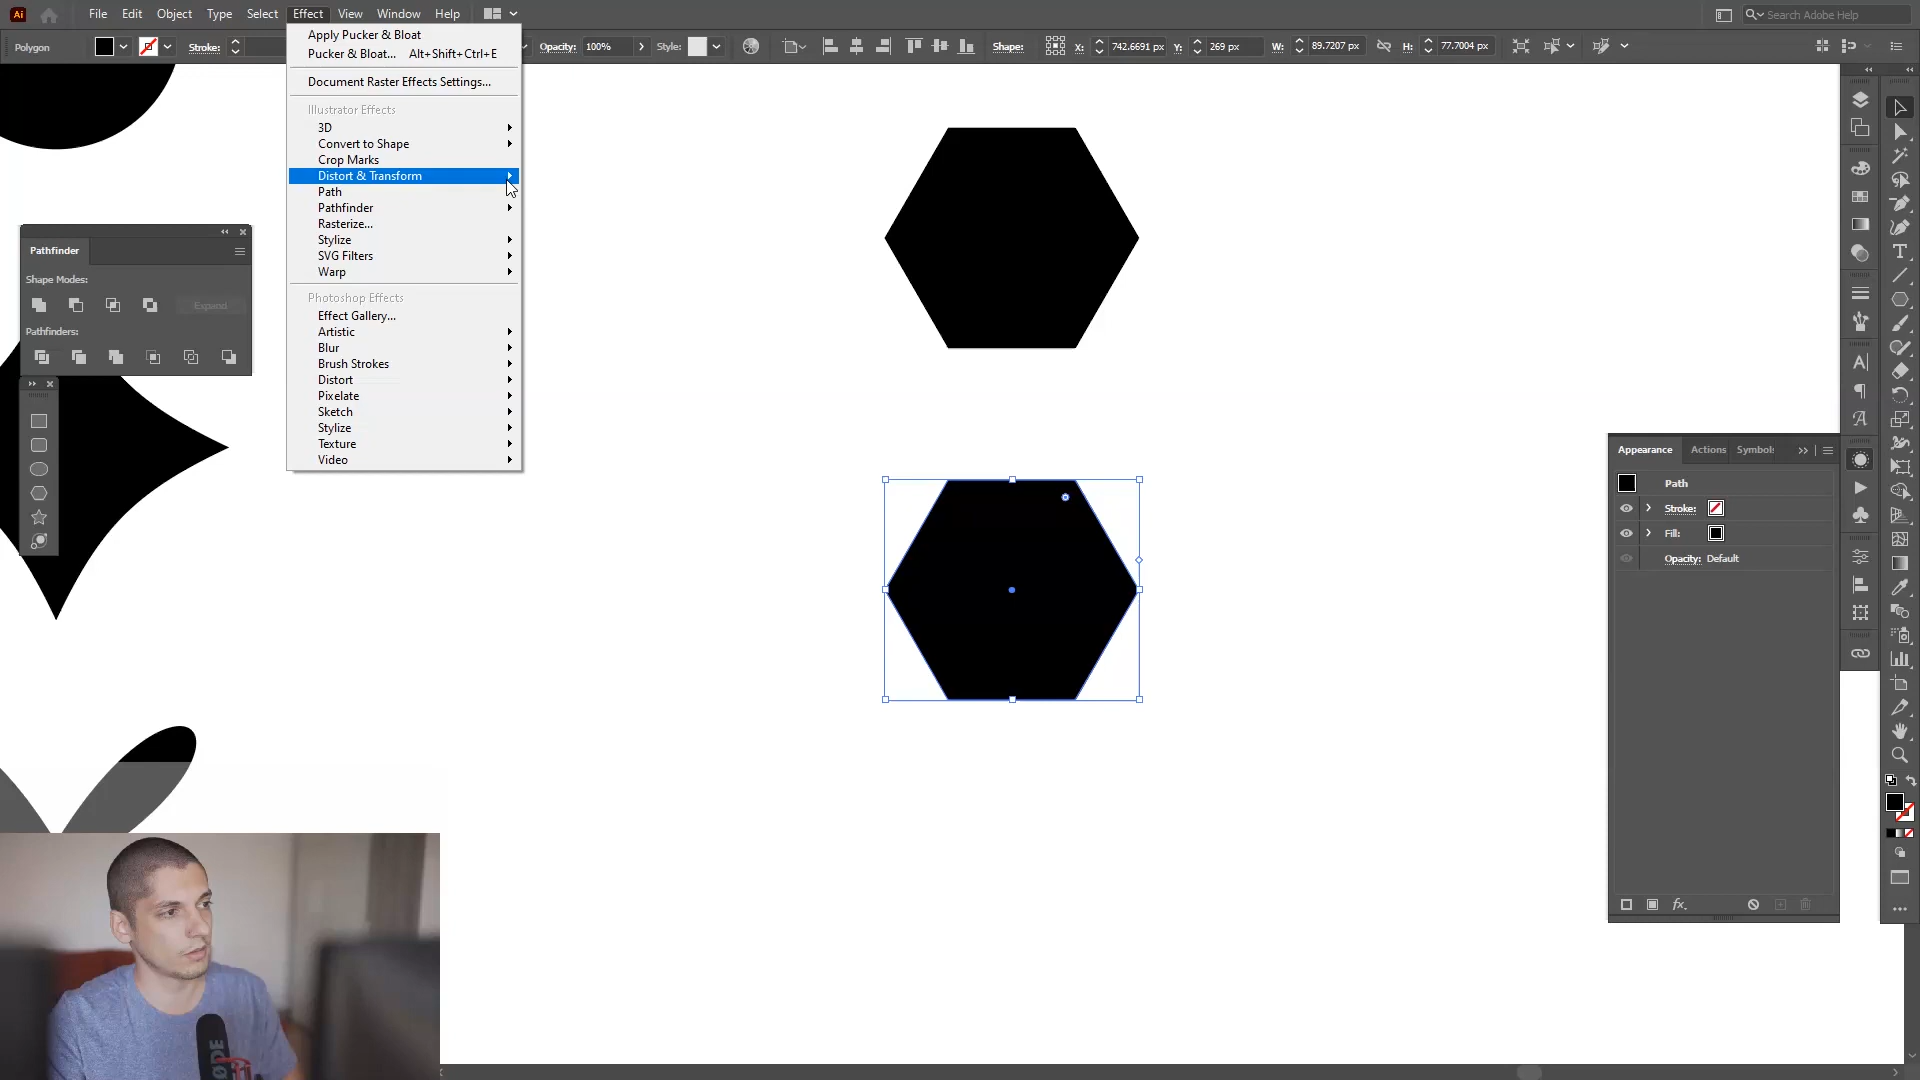 Ai File Edit Object Type Select Effect View Window Help Search Adobe Help
Polygon Stroke: Opacity: 100% Style: Shape: X: 742.6691 px Y: 269 px W: 89.7207 px H: 77.7004 px
Apply Pucker & Bloat
Pucker & Bloat... Alt+Shift+Ctrl+E
Document Raster Effects Settings...
Illustrator Effects
3D
Convert to Shape
Crop Marks
Distort & Transform
Path
Pathfinder
Rasterize...
Stylize
SVG Filters
Warp
Photoshop Effects
Effect Gallery...
Artistic
Blur
Brush Strokes
Distort
Pixelate
Sketch
Stylize
Texture
Video
Pathfinder
Shape Modes:
Expand
Pathfinders:
Appearance Actions Symbols
Path
Stroke:
Fill:
Opacity: Default
fx.